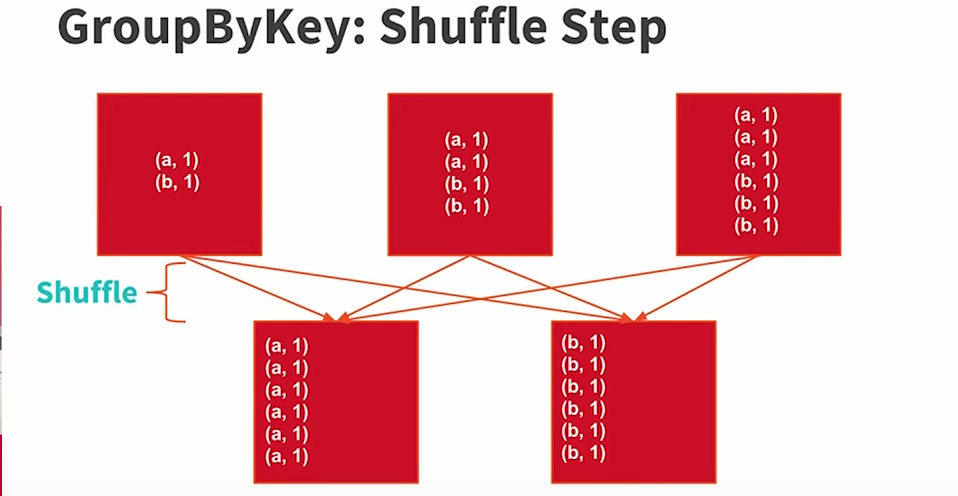 GroupByKey: Shuffle Step
(a, 1)
(b, 1)
(a, 1)
(a, 1)
(b, 1)
(b, 1)
(a, 1)
(a, 1)
(a, 1)
(b, 1)
(b, 1)
(b, 1)
Shuffle
(a, 1)
(a, 1)
(a, 1)
(a, 1)
(a, 1)
(a, 1)
(b, 1)
(b, 1)
(b, 1)
(b, 1)
(b, 1)
(b, 1)